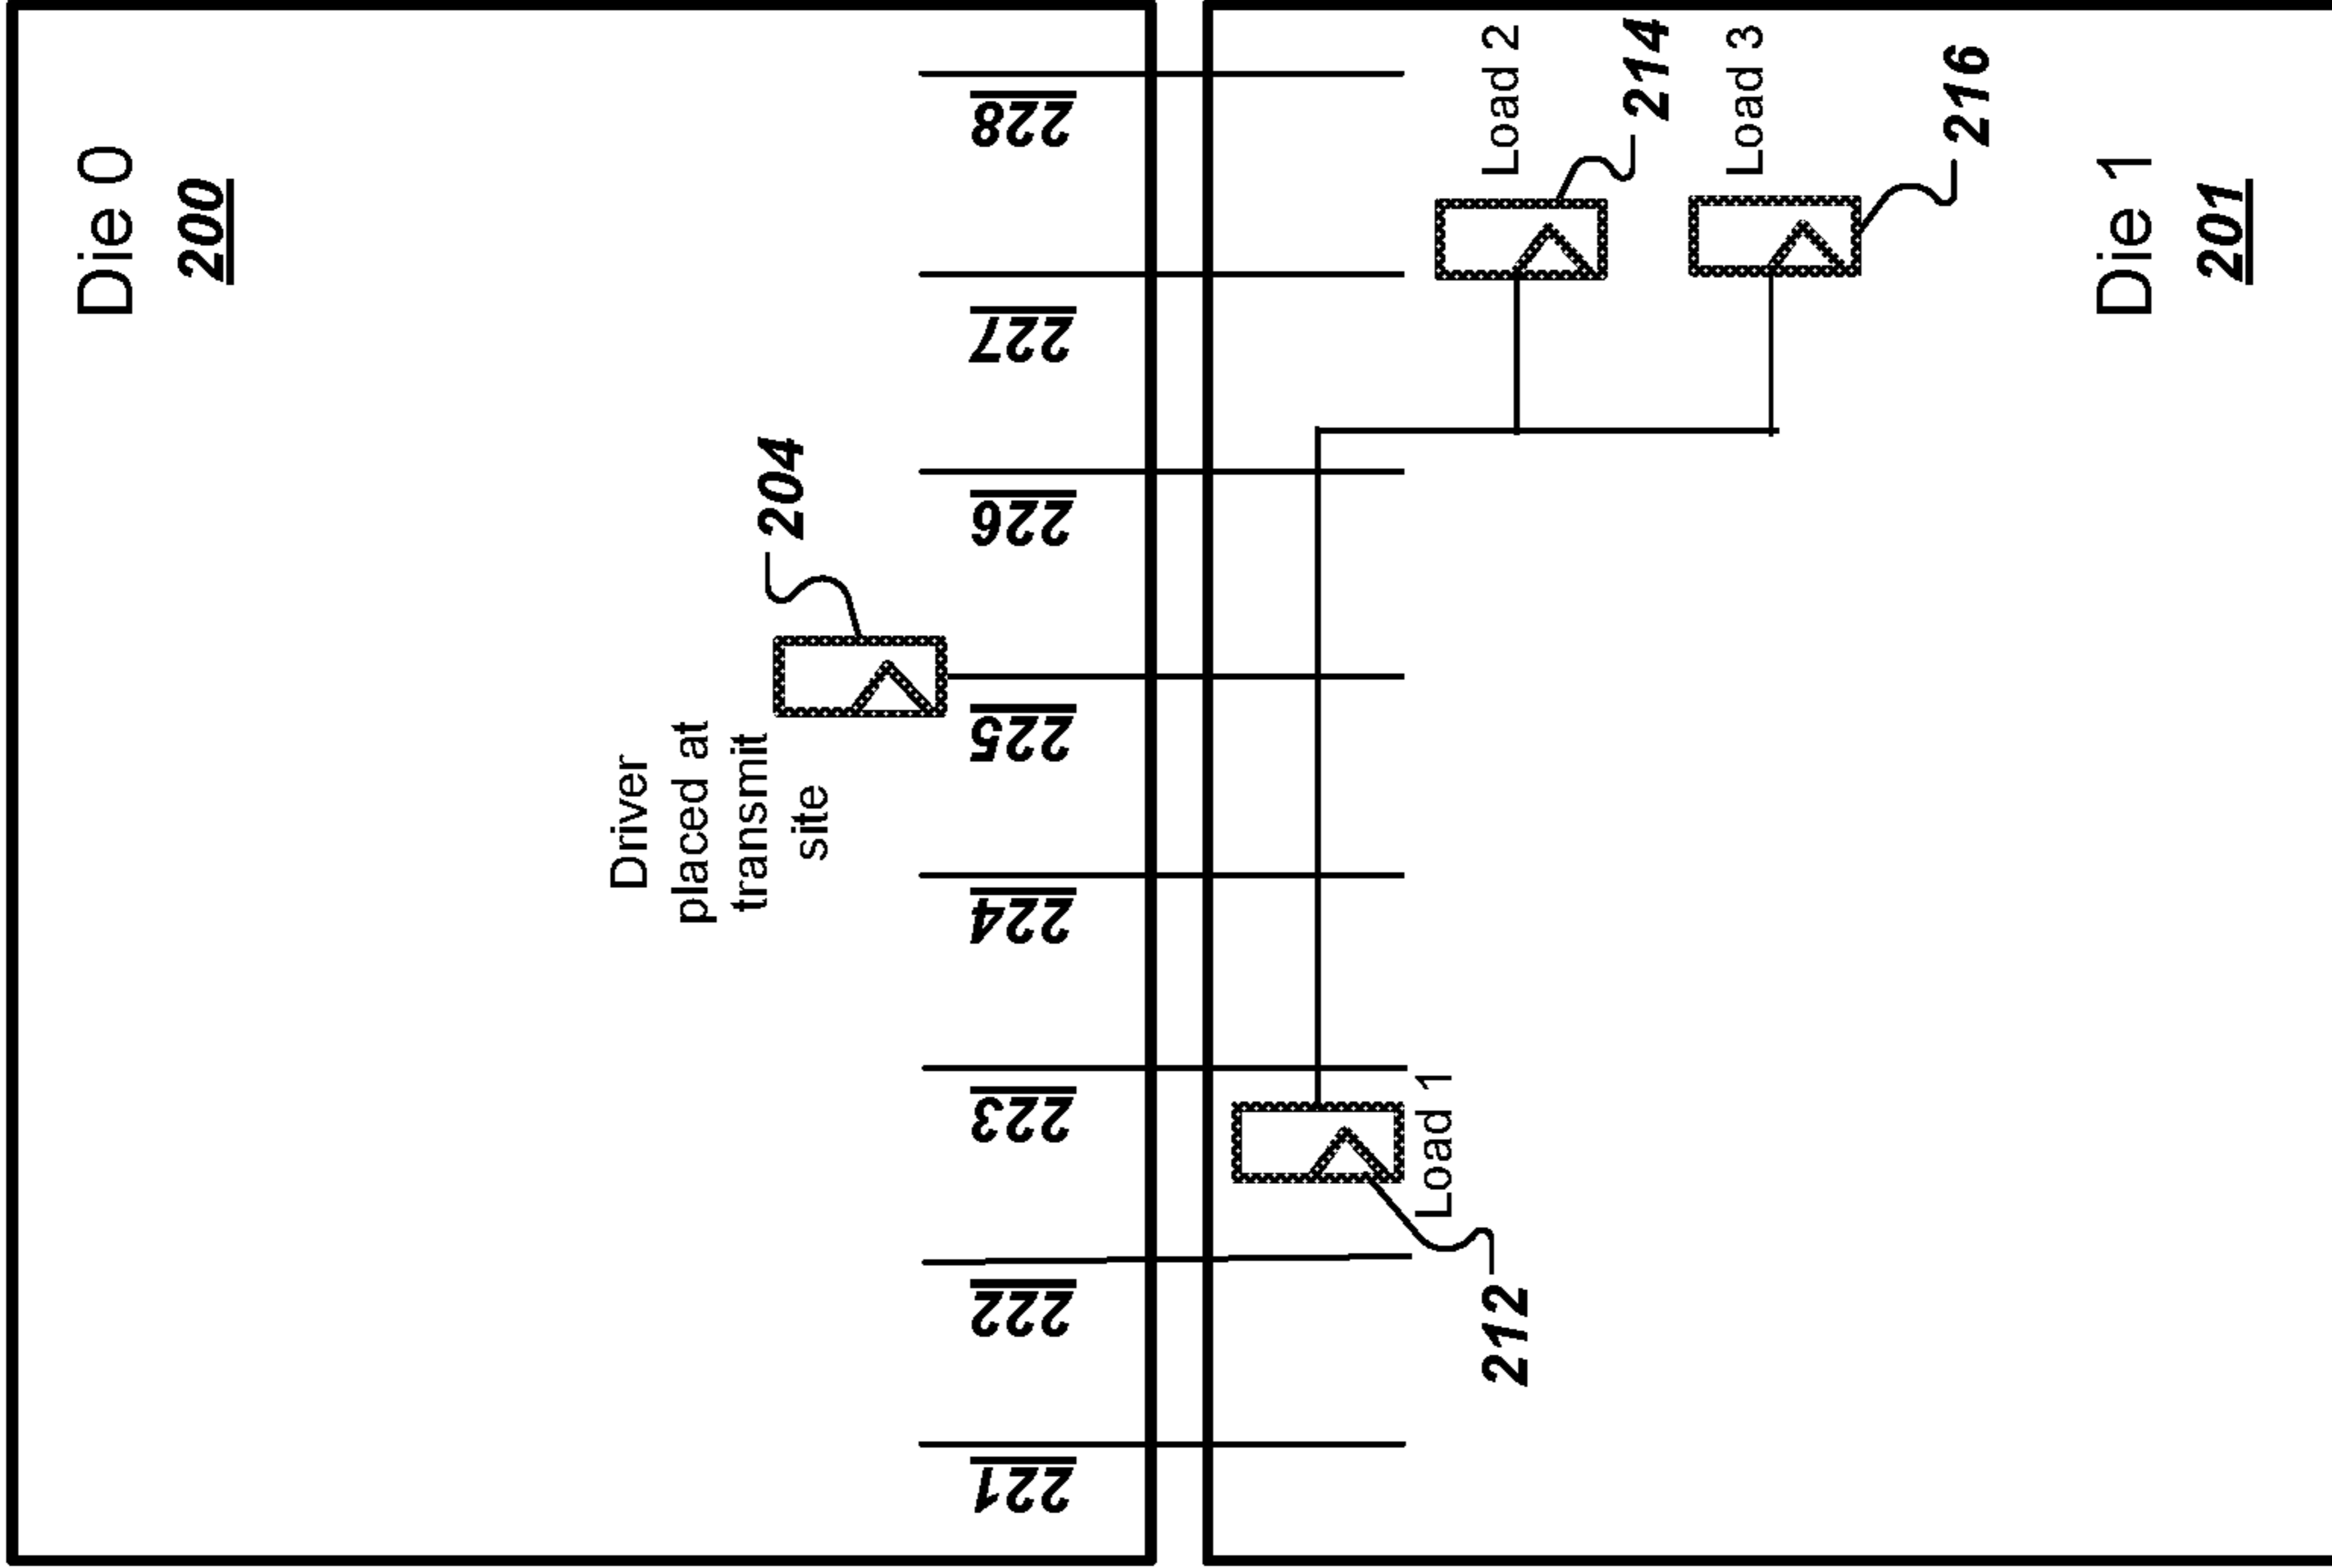 Die 0
200
204
Driver
placed at
transmit
site
228
227
226
225
224
223
222
221
Load 2
214
Load 3
216
Load 1
212
Die 1
201